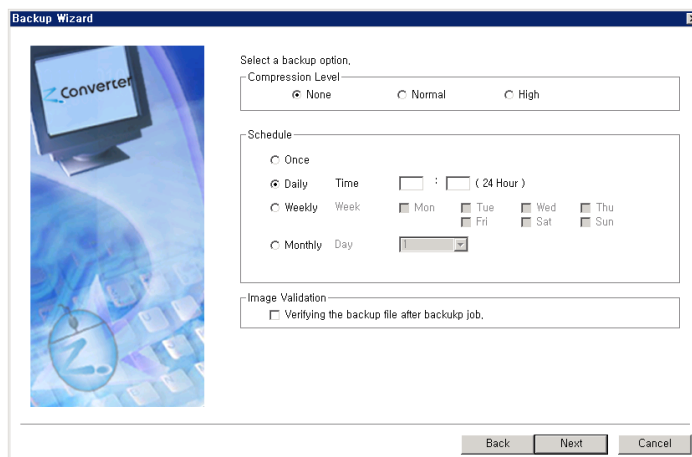 Backup Wizard
Z Converter
Select a backup option,
Compression Level
None Normal High
Schedule
Once
Daily Time : ( 24 Hour )
Weekly Week Mon Tue Wed Thu
Fri Sat Sun
Monthly Day 1
Image Validation
Verifying the backup file after backukp job,
Z
Back Next Cancel